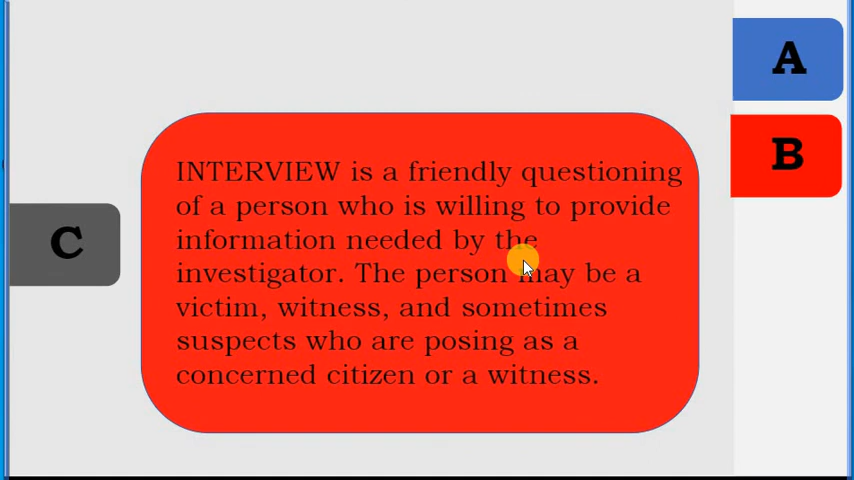 A
B
C
INTERVIEW is a friendly questioning
of a person who is willing to provide
information needed by the
investigator. The person may be a
victim, witness, and sometimes
suspects who are posing as a
concerned citizen or a witness.